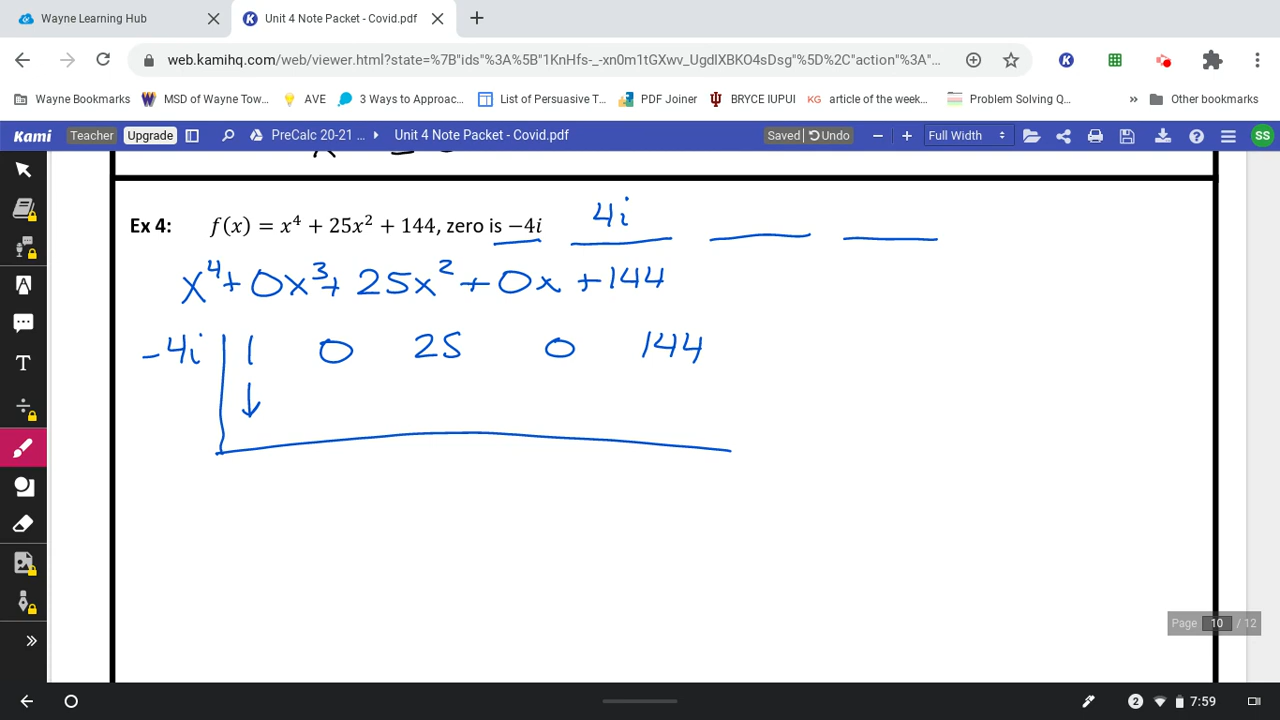 Wayne Learning Hub
Unit 4 Note Packet - Covid.pdf
web.kamihq.com/web/viewer.html?state=%7B"ids"%3A%5B"1KnHfs-_-xn0m1tGXwv_UgdIXBKO4sDsg"%5D%2C"action"%3A"...
Wayne Bookmarks MSD of Wayne Tow... AVE 3 Ways to Approac... List of Persuasive T... PDF Joiner BRYCE IUPUI KG article of the week... Problem Solving Q... » Other bookmarks
Kami Teacher Upgrade PreCalc 20-21 ... Unit 4 Note Packet - Covid.pdf Saved Undo Full Width SS
Ex 4: f(x) = x⁴ + 25x² + 144, zero is −4i 4i
x⁴ + 0x³ + 25x² + 0x + 144
-4i 1 0 25 0 144
Page 10 / 12
2 7:59